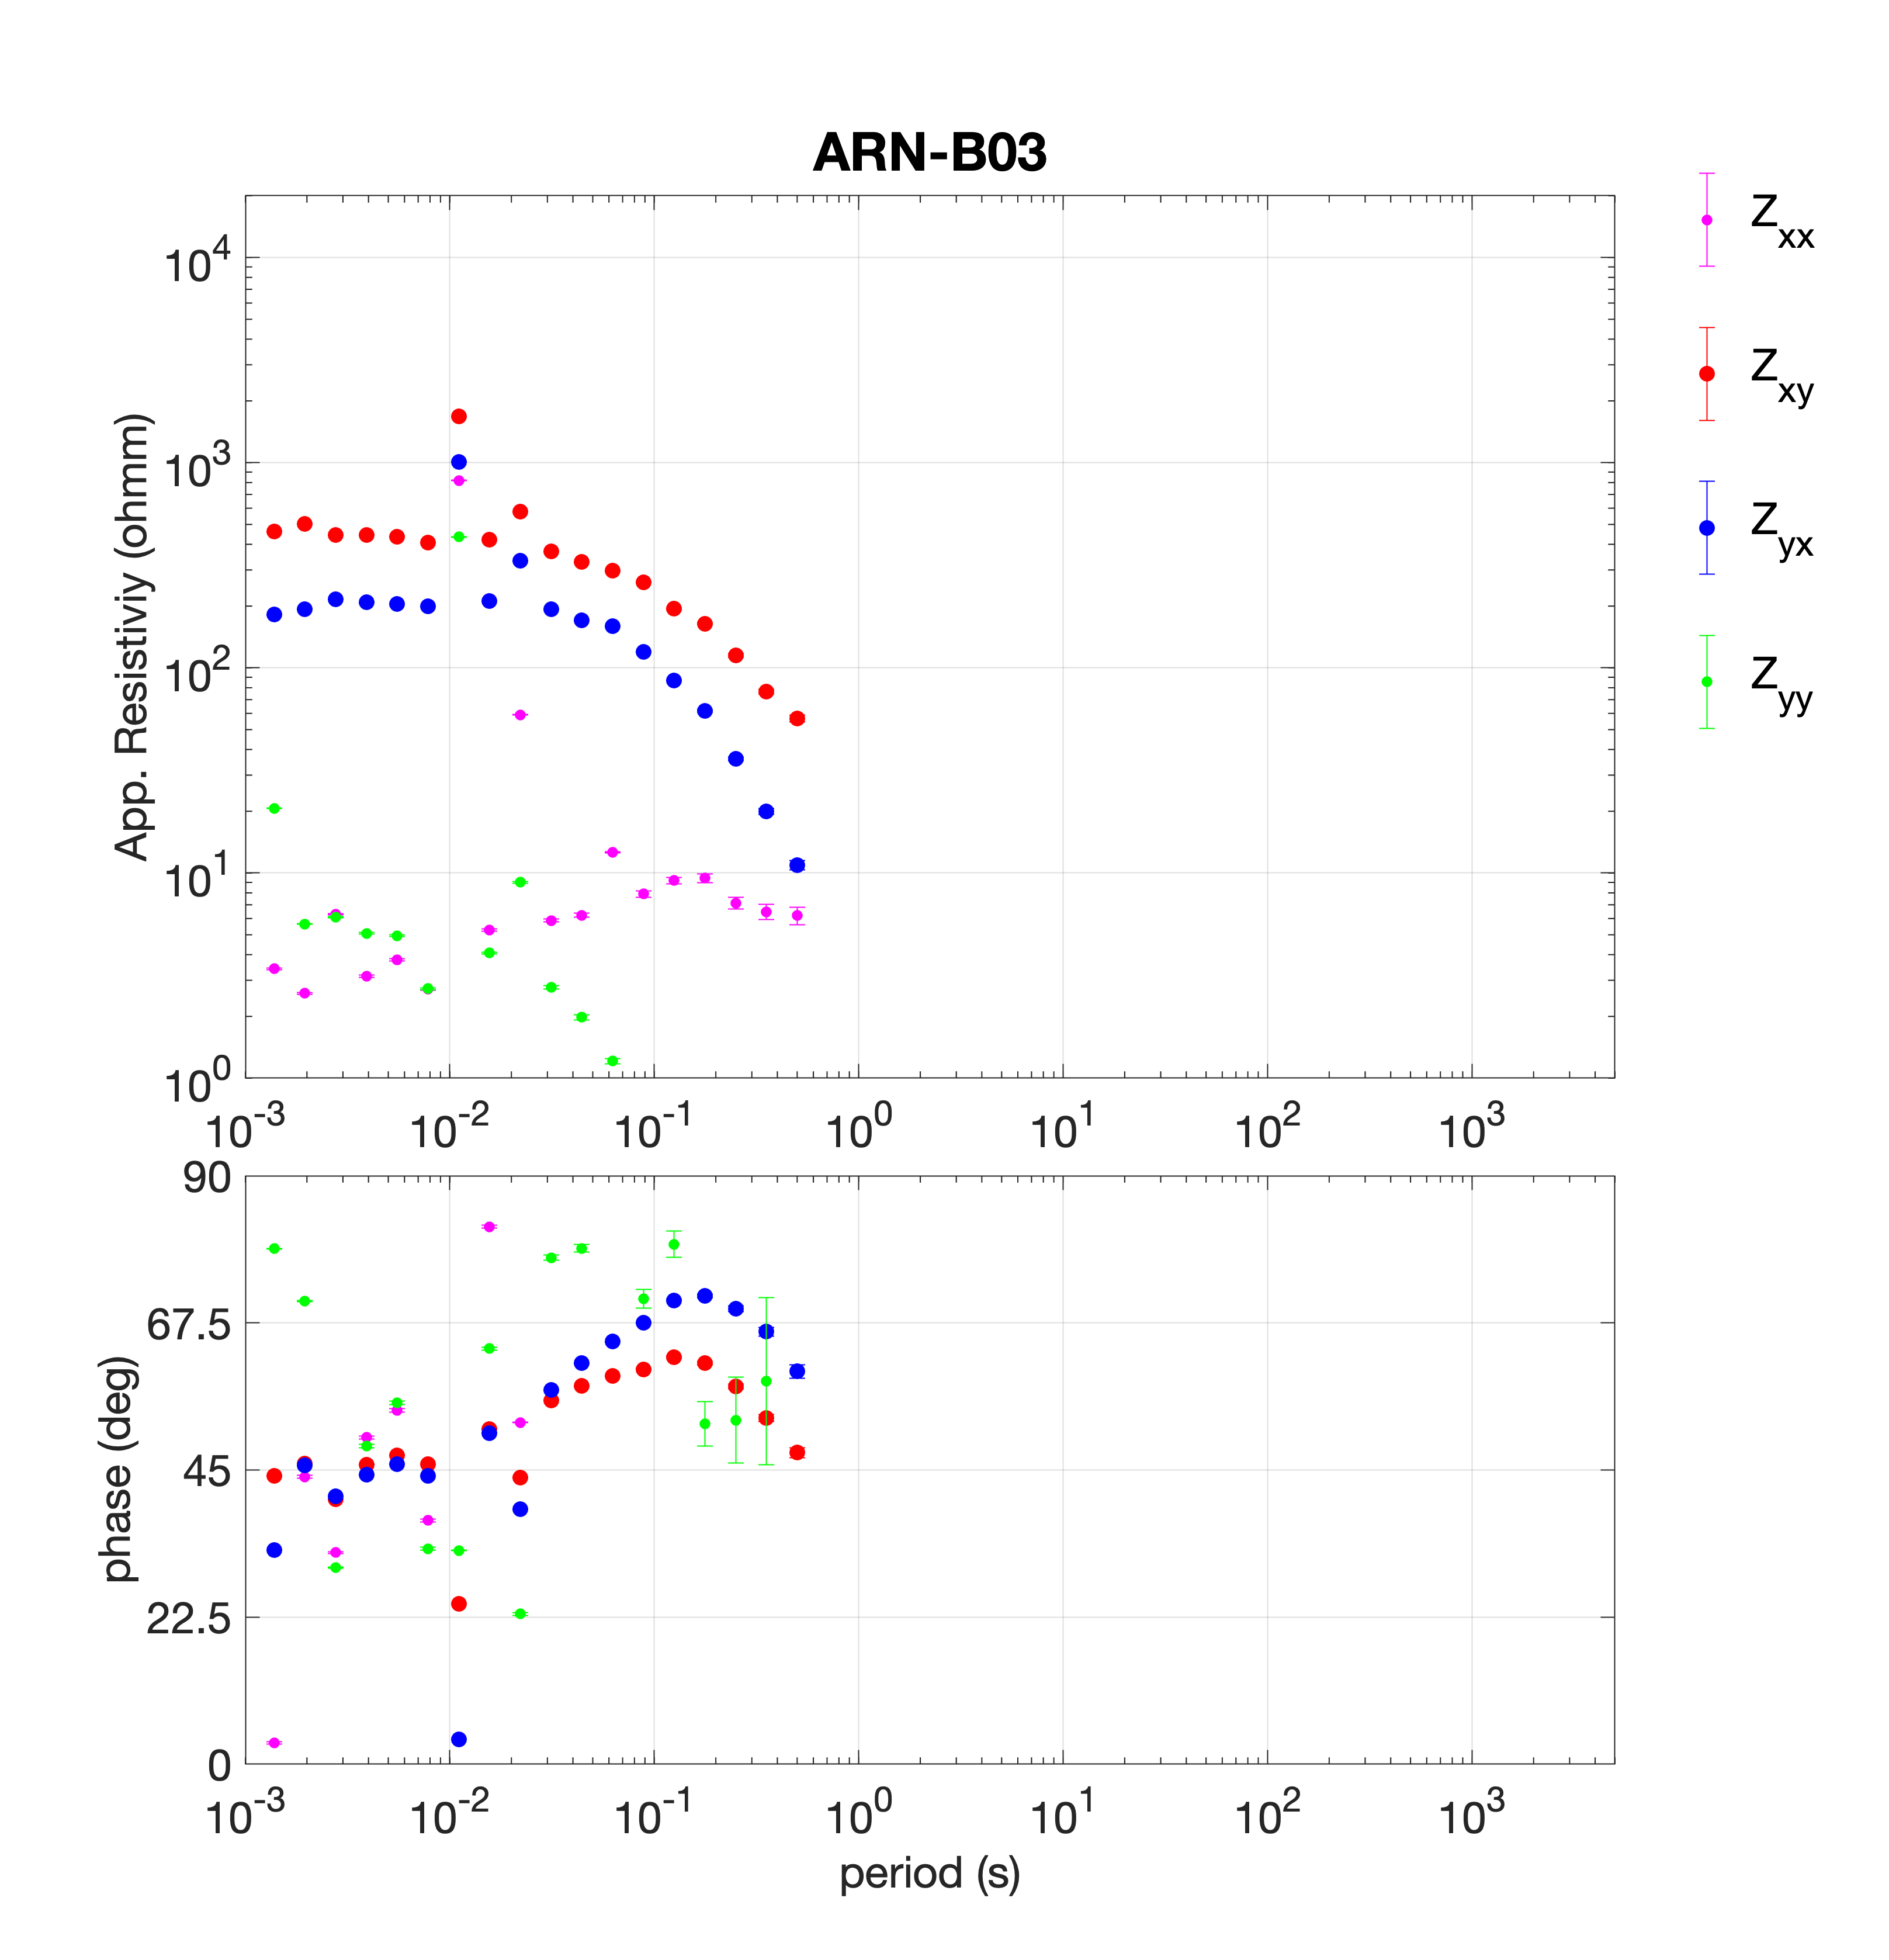 ARN-B03
Z_xx
Z_xy
Z_yx
Z_yy
App. Resistiviy (ohmm)
10^4
10^3
10^2
10^1
10^0
10^-3 10^-2 10^-1 10^0 10^1 10^2 10^3
phase (deg)
90
67.5
45
22.5
0
10^-3 10^-2 10^-1 10^0 10^1 10^2 10^3
period (s)